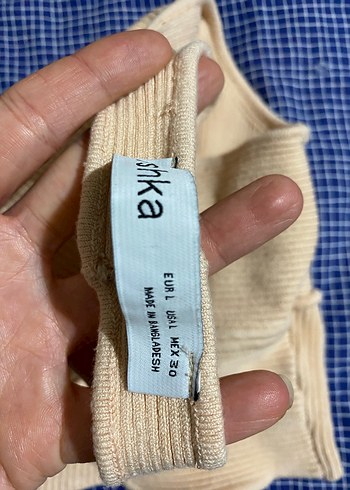 shka
EUR L USA L MEX 30
MADE IN BANGLADESH